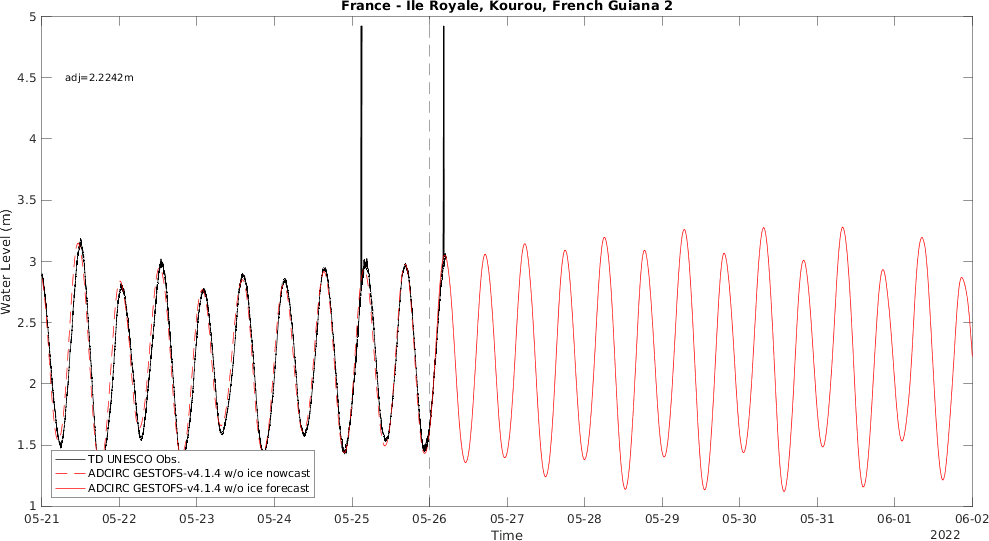 France - Ile Royale, Kourou, French Guiana 2
5
4.5
4
3.5
3
2.5
2
1.5
1
Water Level (m)
adj=2.2242m
TD UNESCO Obs.
ADCIRC GESTOFS-v4.1.4 w/o ice nowcast
ADCIRC GESTOFS-v4.1.4 w/o ice forecast
05-21 05-22 05-23 05-24 05-25 05-26 05-27 05-28 05-29 05-30 05-31 06-01 06-02
Time
2022